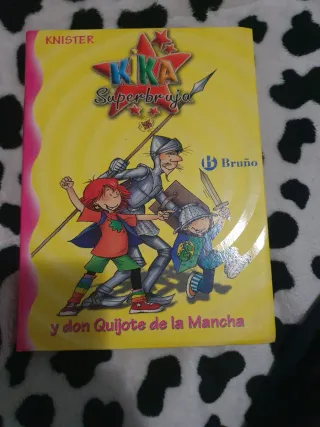 KNISTER
KIKA
Superbruja
Bruño
y don Quijote de la Mancha